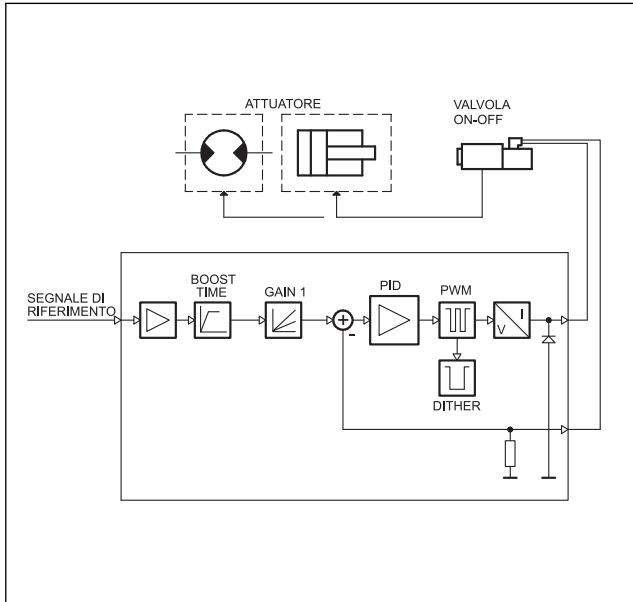 ATTUATORE
VALVOLA
ON-OFF
SEGNALE DI
RIFERIMENTO
BOOST
TIME
GAIN 1
PID
PWM
I
V
+
-
DITHER